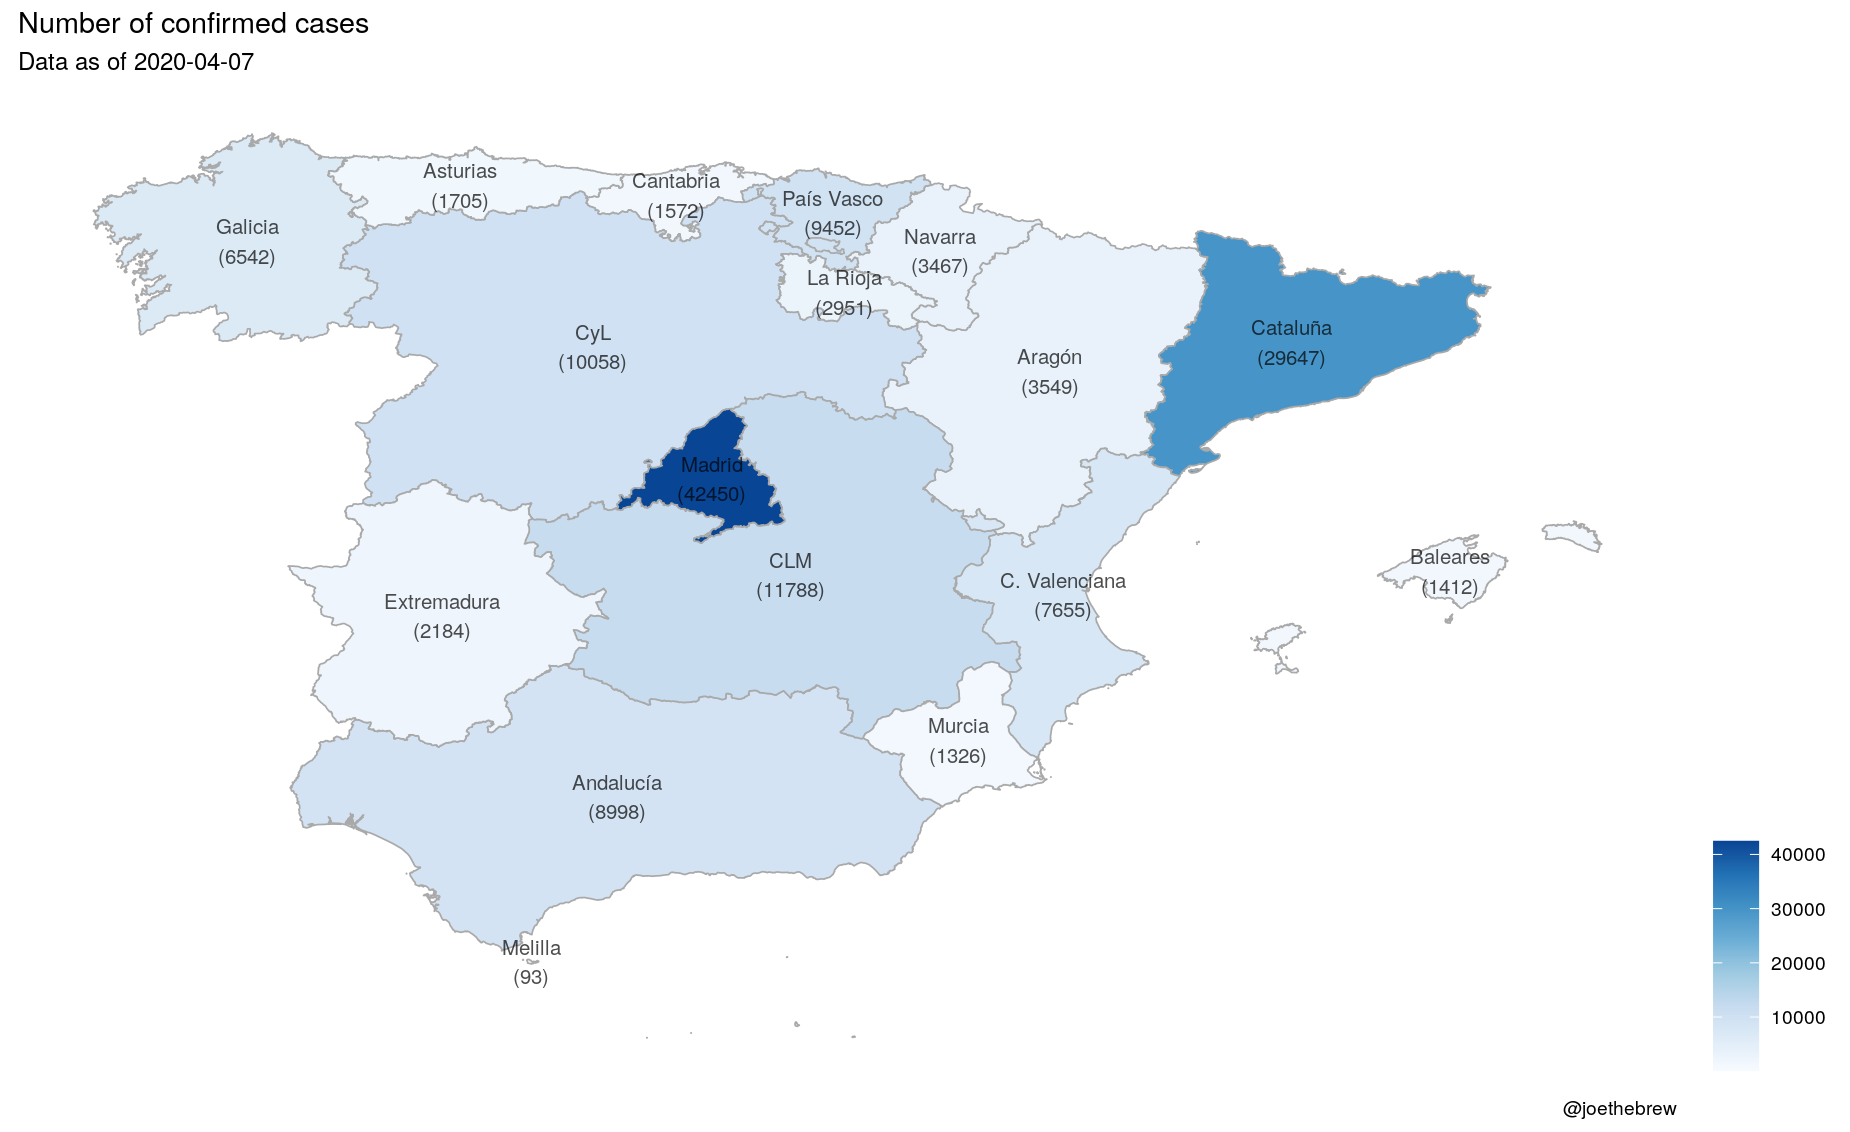 Number of confirmed cases
Data as of 2020-04-07
Asturias
(1705)
Cantabria
(1572)
País Vasco
(9452)
Galicia
(6542)
Navarra
(3467)
La Rioja
(2951)
CyL
(10058)
Aragón
(3549)
Cataluña
(29647)
Madrid
(42450)
CLM
(11788)
C. Valenciana
(7655)
Baleares
(1412)
Extremadura
(2184)
Murcia
(1326)
Andalucía
(8998)
Melilla
(93)
40000
30000
20000
10000
@joethebrew